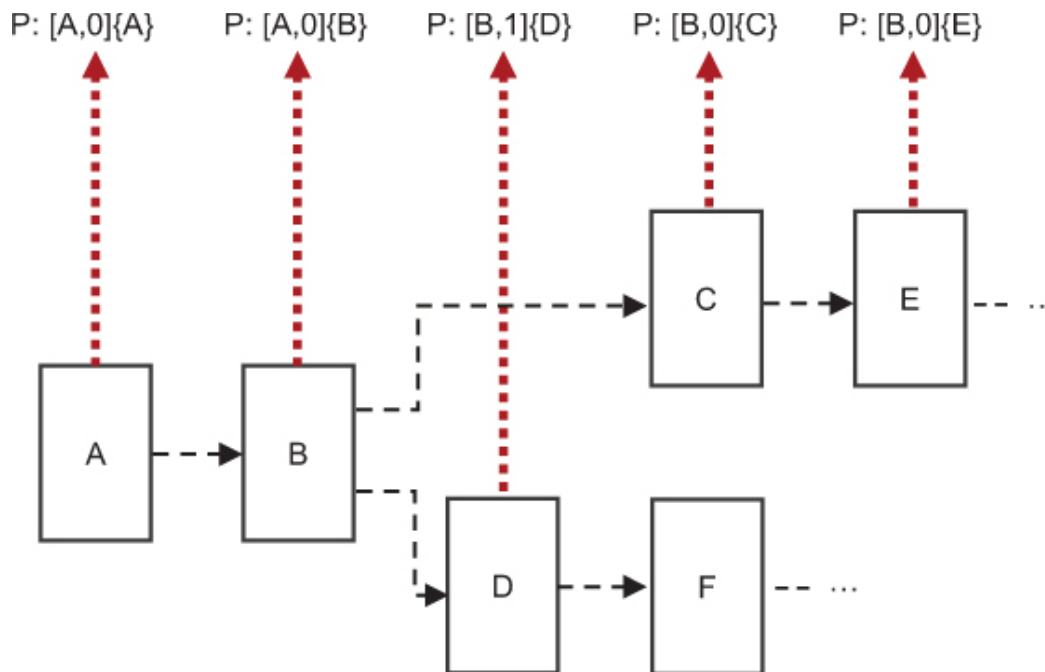 P: [A,0]{A} P: [A,0]{B} P: [B,1]{D} P: [B,0]{C} P: [B,0]{E}
C E ..
A B
D F ...